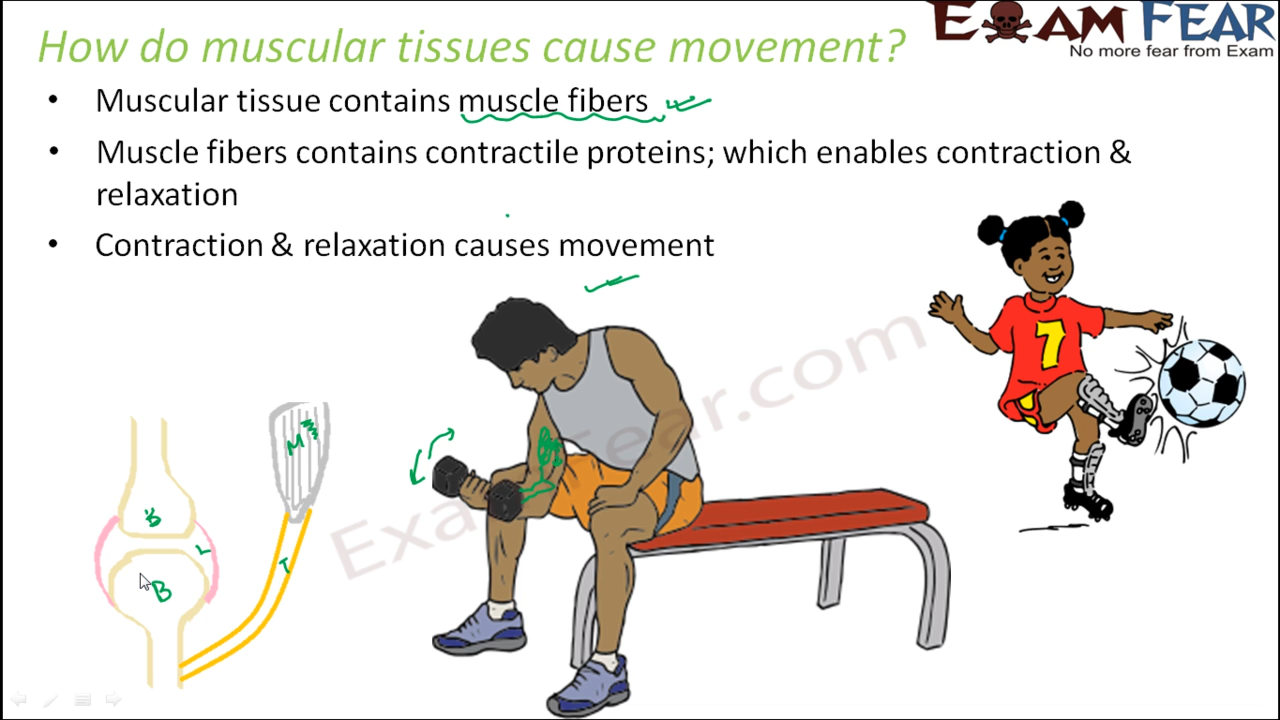 How do muscular tissues cause movement?
EXAM FEAR
No more fear from Exam
• Muscular tissue contains muscle fibers
• Muscle fibers contains contractile proteins; which enables contraction &
relaxation
• Contraction & relaxation causes movement
7
ExamFear.com
M
B
L
T
B